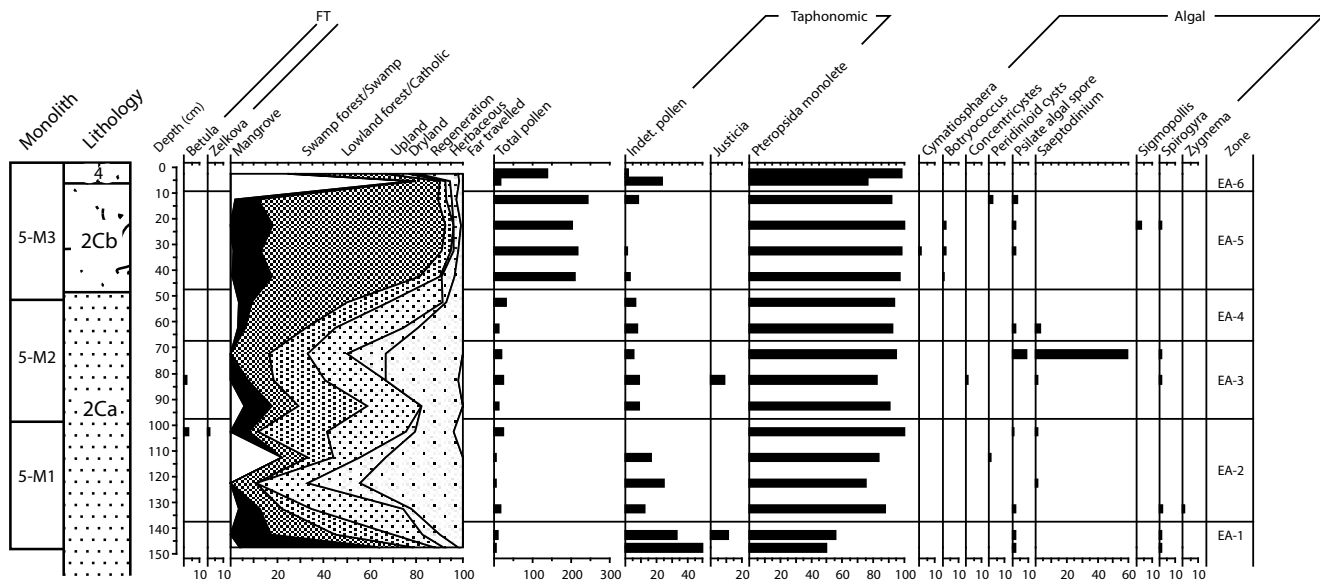 FT
Taphonomic
Algal
Monolith
Lithology
Depth (cm)
Betula
Zelkova
Mangrove
Swamp forest/Swamp
Lowland forest/Catholic
Upland
Dryland
Regeneration
Herbaceous
Far travelled
Total pollen
Indet. pollen
Justicia
Pteropsida monolete
Cymatiosphaera
Botryococcus
Concentricystes
Peridinioid cysts
Psilate algal spore
Saeptodinium
Sigmopollis
Spirogyra
Zygnema
Zone
5-M3
5-M2
5-M1
4
2Cb
2Ca
0
10
20
30
40
50
60
70
80
90
100
110
120
130
140
150
EA-6
EA-5
EA-4
EA-3
EA-2
EA-1
10 10 20 40 60 80 100 100 200 300 10 20 40 10 20 40 60 80 100 10 10 10 10 10 20 40 60 10 10 10